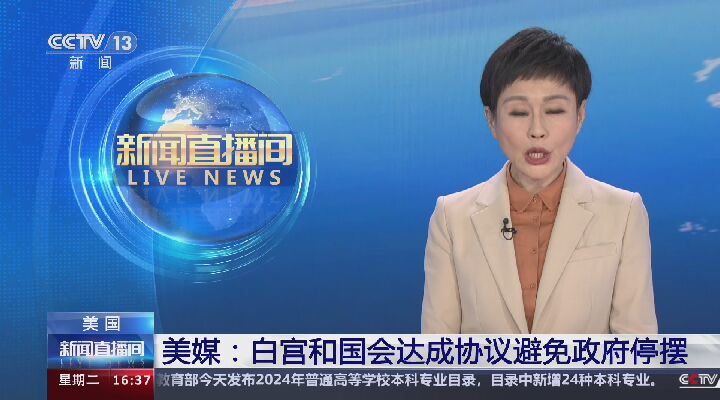 CCTV 13
新闻
新闻直播间
LIVE NEWS
美国
新闻直播间
美媒：白宫和国会达成协议避免政府停摆
星期二 16:37 教育部今天发布2024年普通高等学校本科专业目录，目录中新增24种本科专业。 CCTV